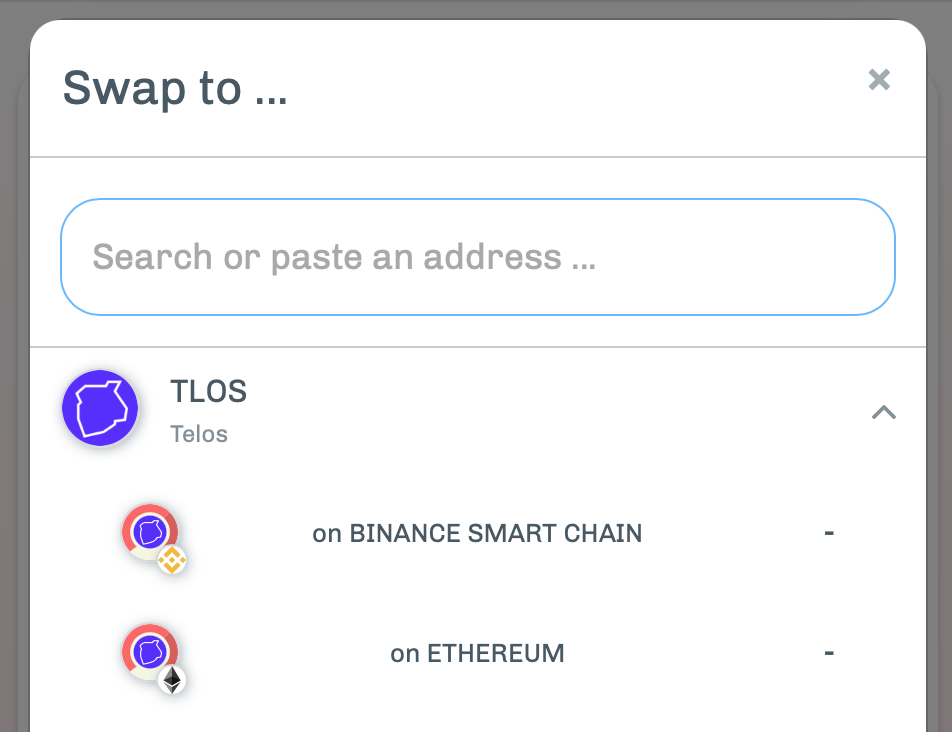 Swap to ...
×
Search or paste an address ...
TLOS
Telos
on BINANCE SMART CHAIN -
on ETHEREUM -